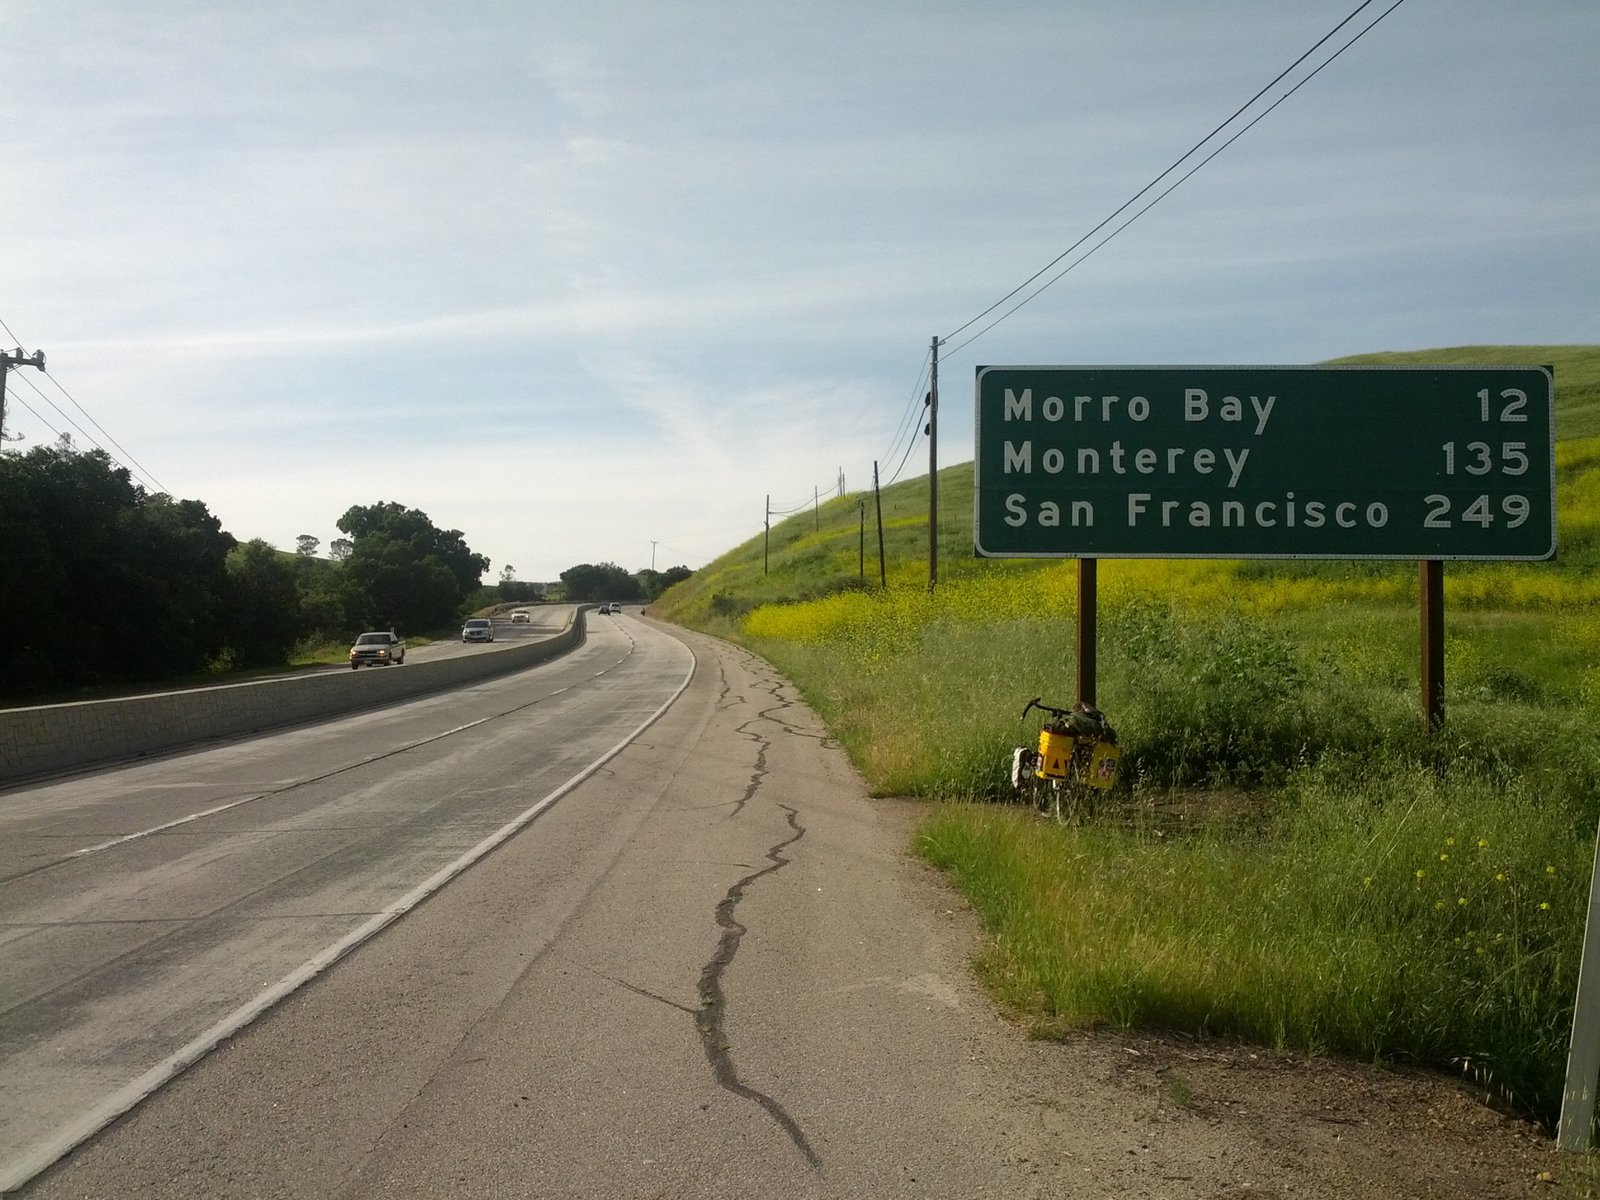 Morro Bay 12
Monterey 135
San Francisco 249